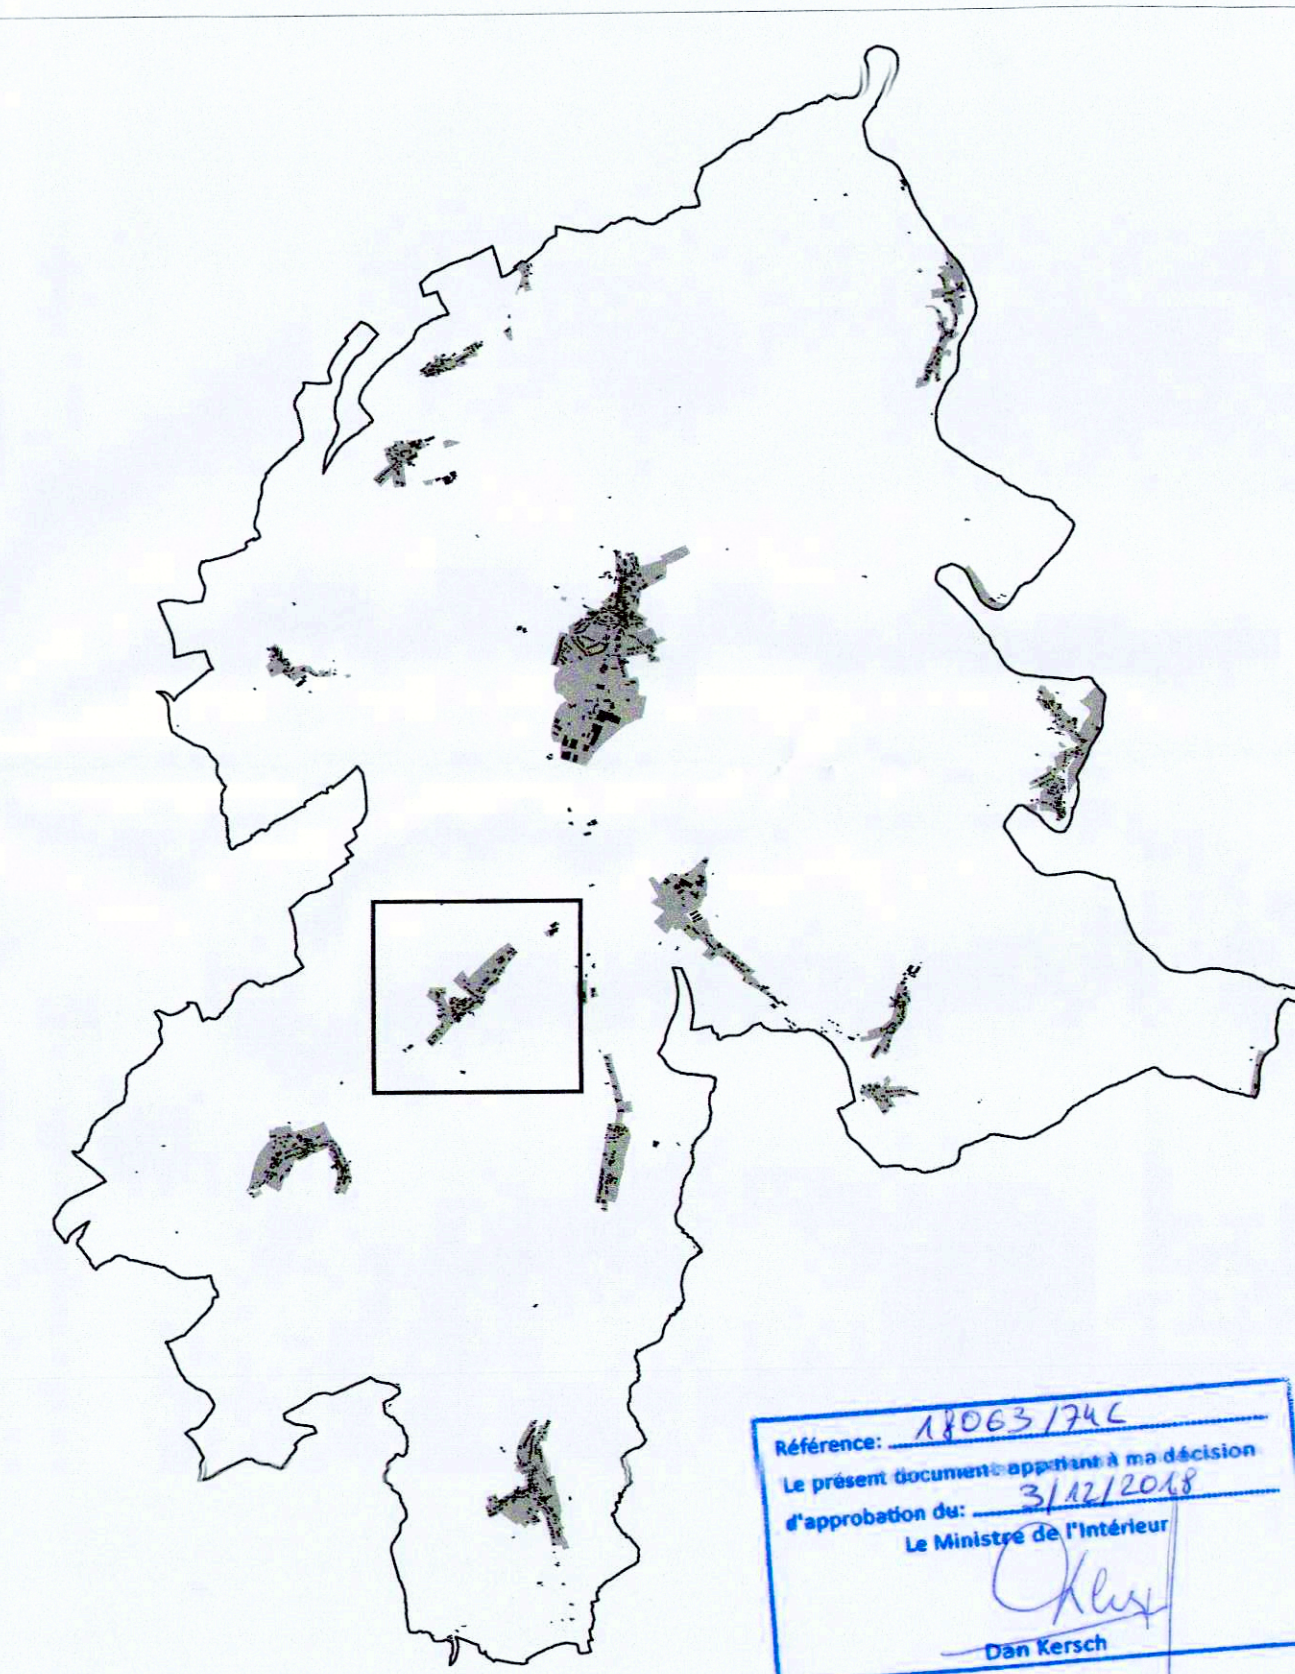 Référence: 18063/74C
Le présent document appartient à ma décision
d'approbation du: 3/12/2018
Le Ministre de l'Intérieur
Dan Kersch